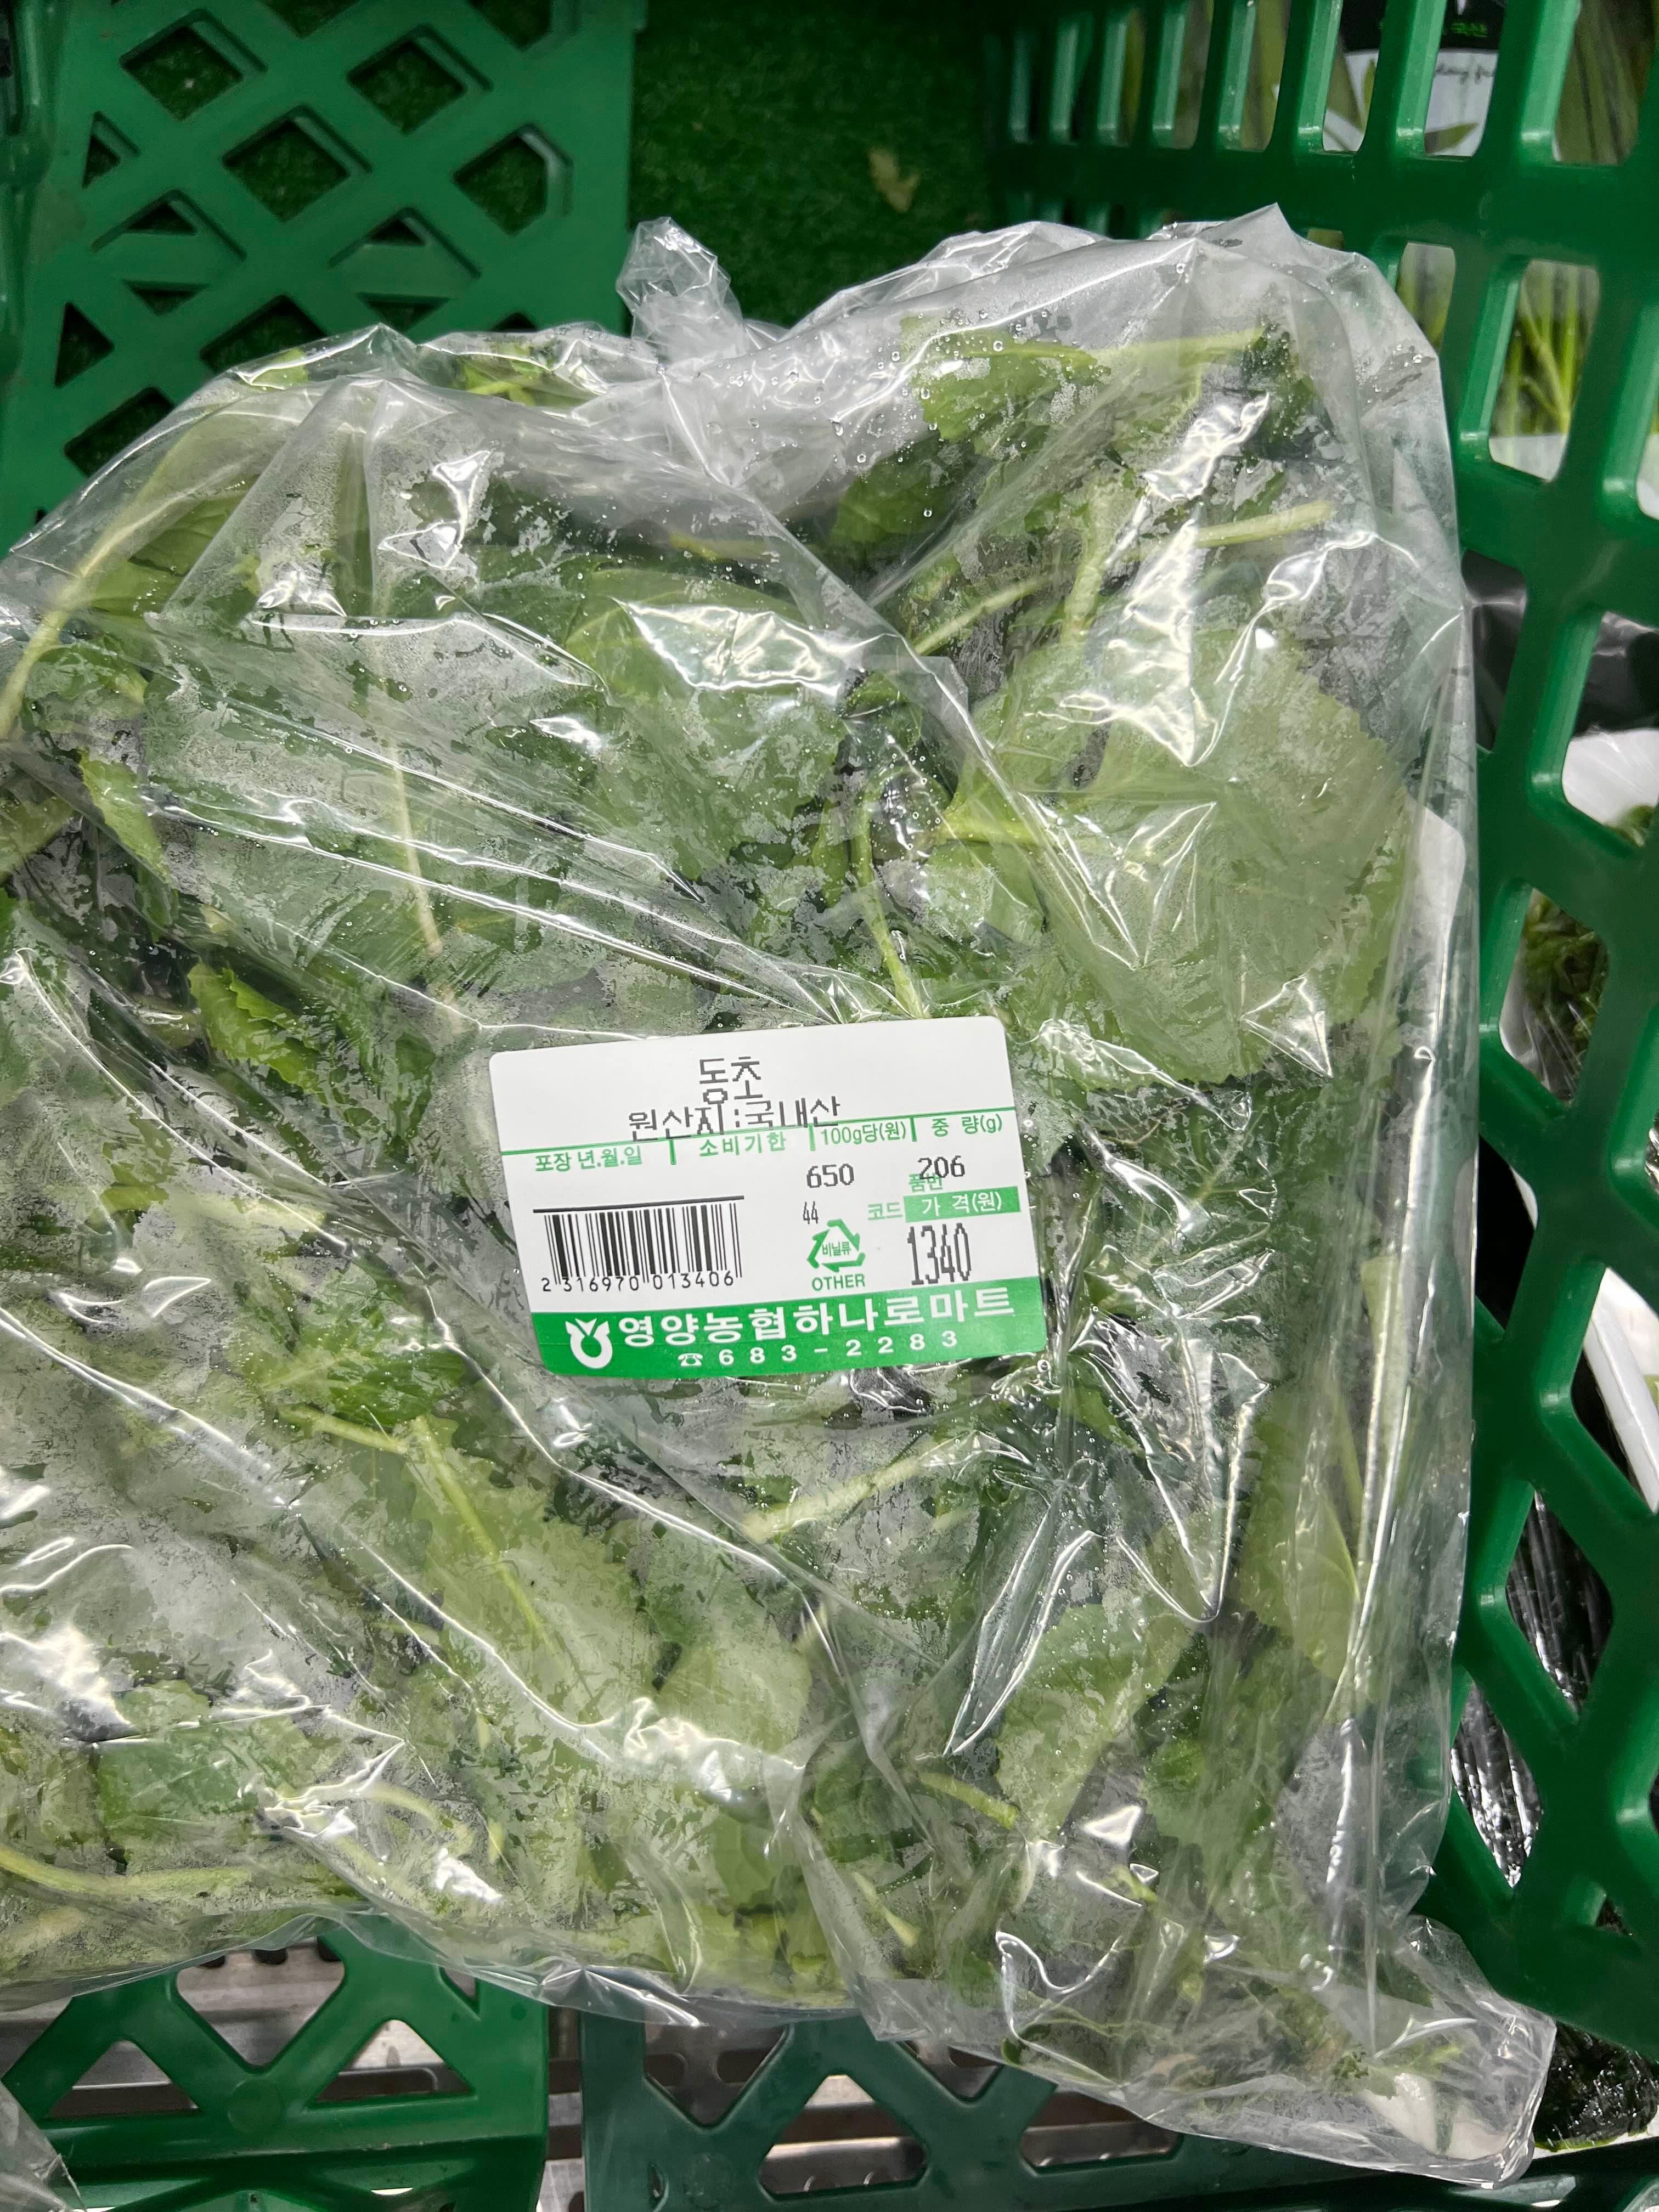 동초
원산지:국내산
포장 년.월.일 소비기한 100g당(원) 중 량(g)
650 206
품번
44 코드 가 격(원)
비닐류
OTHER
1340
2 316970 013406
영양농협하나로마트
☎683-2283
국산